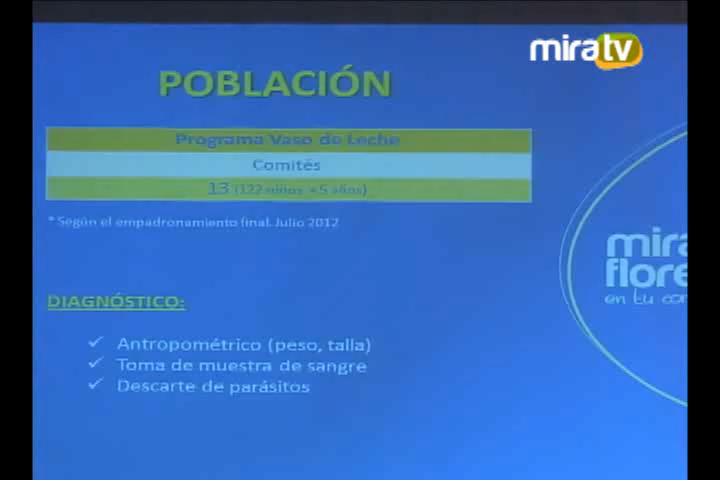 miratv
POBLACIÓN
Programa Vaso de Leche
Comités
13 (122 niños < 5 años)
* Según el empadronamiento final. Julio 2012
mira
flore
en tu cor
DIAGNÓSTICO:
✓ Antropométrico (peso, talla)
✓ Toma de muestra de sangre
✓ Descarte de parásitos